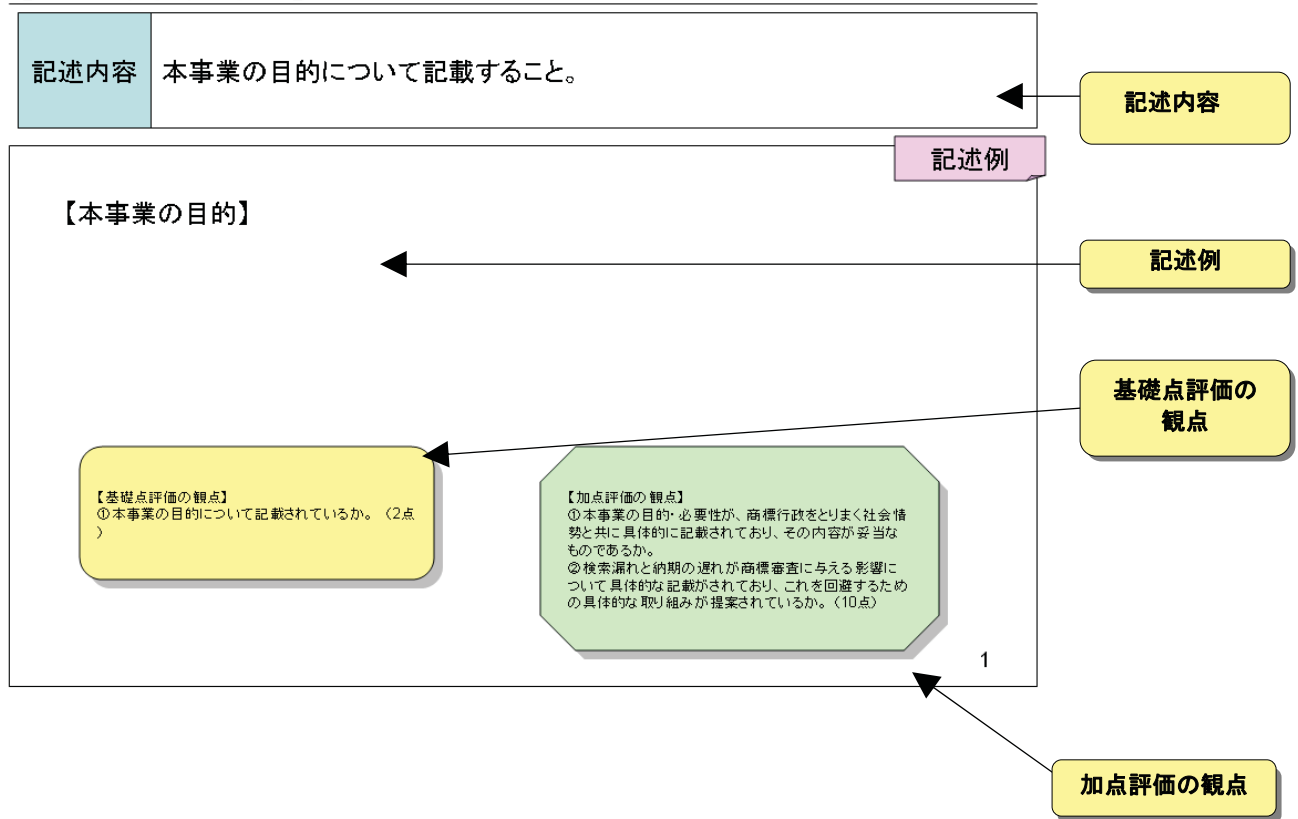 記述内容
本事業の目的について記載すること。
記述内容
記述例
【本事業の目的】
記述例
基礎点評価の
観点
【基礎点評価の観点】
①本事業の目的について記載されているか。（2点
）
【加点評価の観点】
①本事業の目的・必要性が、商標行政をとりまく社会情
勢と共に具体的に記載されており、その内容が妥当な
ものであるか。
②検索漏れと納期の遅れが商標審査に与える影響に
ついて具体的な記載がされており、これを回避するため
の具体的な取り組みが提案されているか。（10点）
1
加点評価の観点